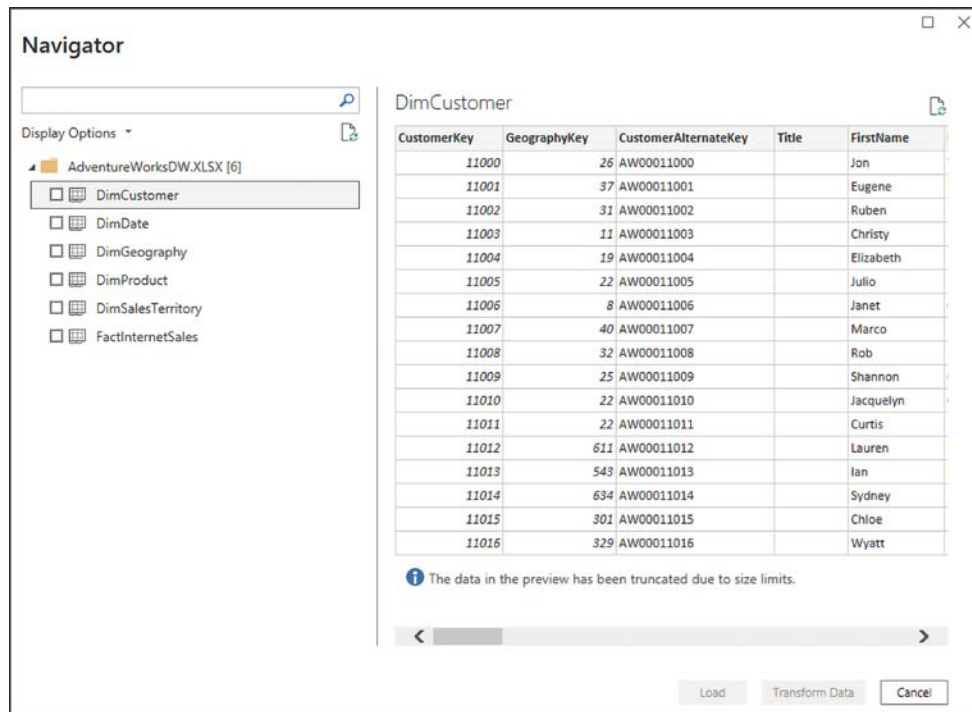 Navigator
Display Options
AdventureWorksDW.XLSX [6]
DimCustomer
DimDate
DimGeography
DimProduct
DimSalesTerritory
FactInternetSales
DimCustomer
CustomerKey GeographyKey CustomerAlternateKey Title FirstName
11000 26 AW00011000 Jon
11001 37 AW00011001 Eugene
11002 31 AW00011002 Ruben
11003 11 AW00011003 Christy
11004 19 AW00011004 Elizabeth
11005 22 AW00011005 Julio
11006 8 AW00011006 Janet
11007 40 AW00011007 Marco
11008 32 AW00011008 Rob
11009 25 AW00011009 Shannon
11010 22 AW00011010 Jacquelyn
11011 22 AW00011011 Curtis
11012 611 AW00011012 Lauren
11013 543 AW00011013 Ian
11014 634 AW00011014 Sydney
11015 301 AW00011015 Chloe
11016 329 AW00011016 Wyatt
The data in the preview has been truncated due to size limits.
Load Transform Data Cancel